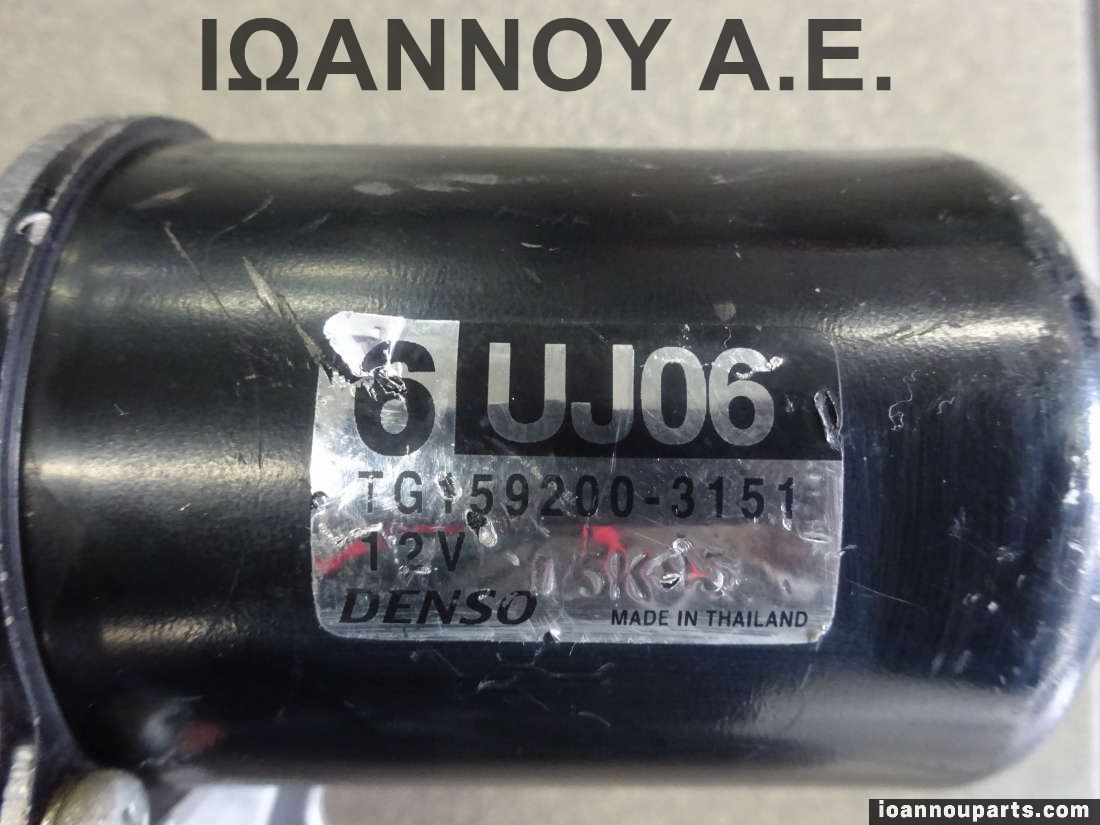 ΙΩΑΝΝΟΥ Α.Ε.
6 UJ06
TG159200-3151
12V
DENSO MADE IN THAILAND
ioannouparts.com